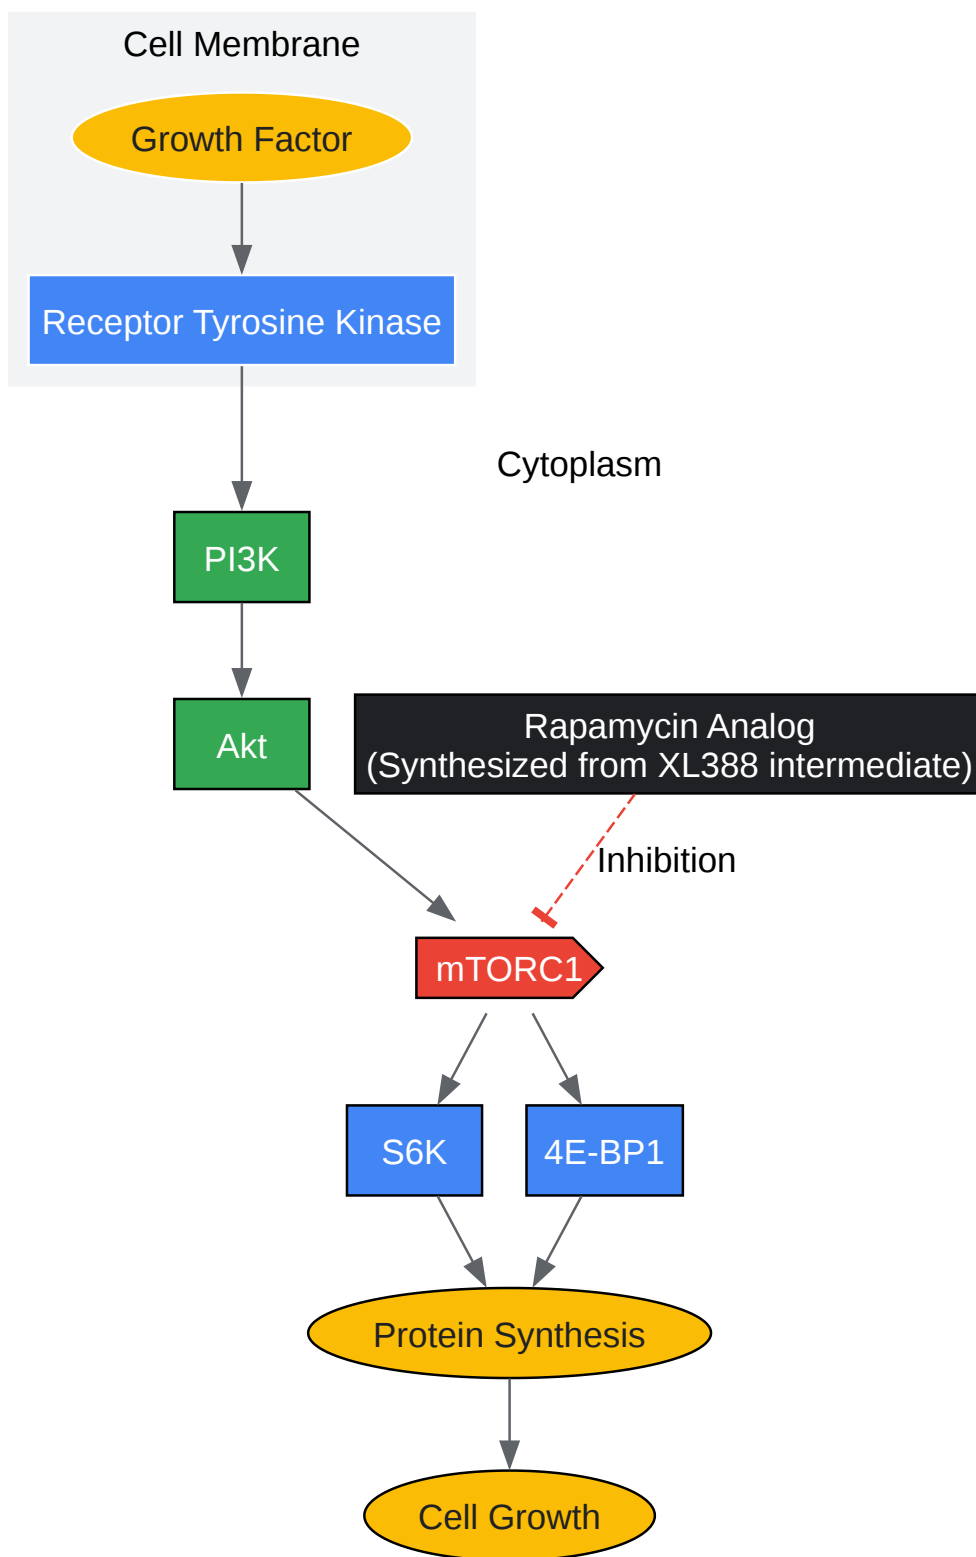 Cell Membrane
Growth Factor
Receptor Tyrosine Kinase
Cytoplasm
PI3K
Akt
Rapamycin Analog
(Synthesized from XL388 intermediate)
Inhibition
mTORC1
S6K
4E-BP1
Protein Synthesis
Cell Growth